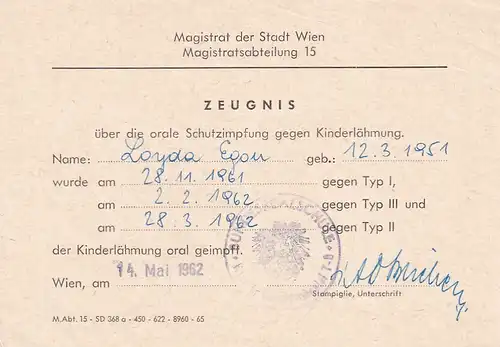 Magistrat der Stadt Wien
Magistratsabteilung 15
ZEUGNIS
über die orale Schutzimpfung gegen Kinderlähmung.
Name: Loyda Egon geb.: 12.3.1951
wurde am 28.11.1961 gegen Typ I,
am 2.2.1962 gegen Typ III und
am 28.3.1962 gegen Typ II
der Kinderlähmung oral geimpft.
Wien, am 14. Mai 1962
Stampiglie, Unterschrift
M.Abt. 15 - SD 368 a - 450 - 622 - 8960 - 65